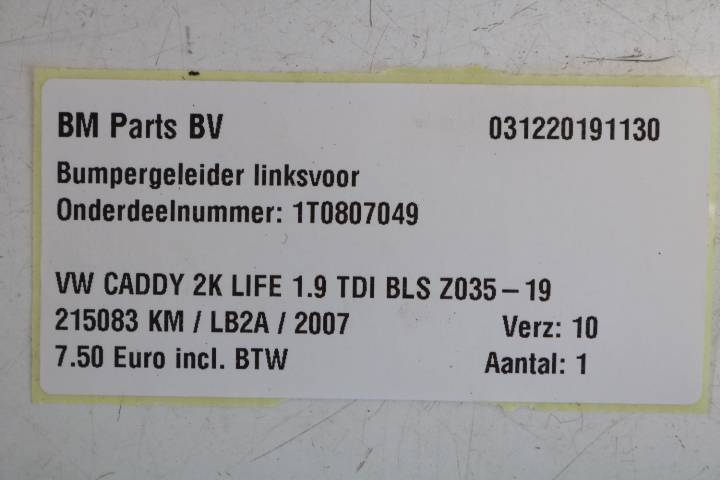 BM Parts BV 031220191130
Bumpergeleider linksvoor
Onderdeelnummer: 1T0807049
VW CADDY 2K LIFE 1.9 TDI BLS Z035-19
215083 KM / LB2A / 2007 Verz: 10
7.50 Euro incl. BTW Aantal: 1